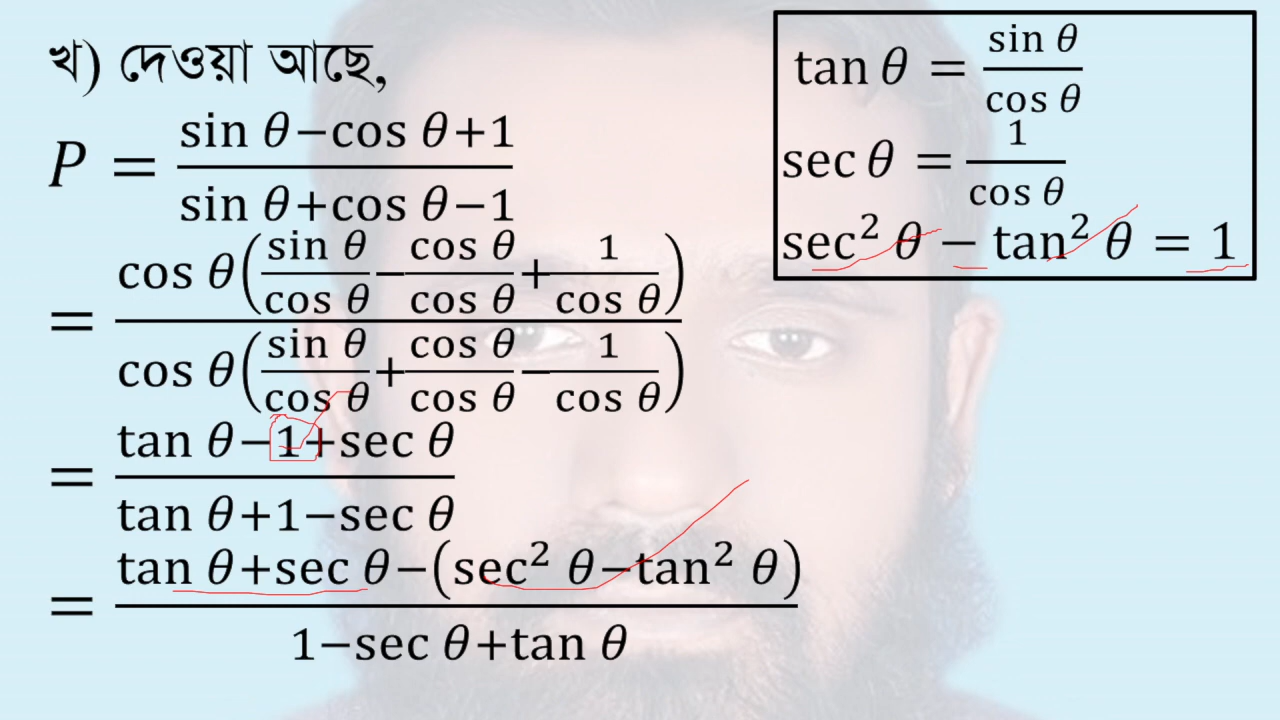 খ) দেওয়া আছে,
P = (sin θ−cos θ+1)/(sin θ+cos θ−1)
= (cos θ(sin θ/cos θ − cos θ/cos θ + 1/cos θ))/(cos θ(sin θ/cos θ + cos θ/cos θ − 1/cos θ))
= (tan θ−1+sec θ)/(tan θ+1−sec θ)
= (tan θ+sec θ−(sec² θ−tan² θ))/(1−sec θ+tan θ)
tan θ = sin θ/cos θ
sec θ = 1/cos θ
sec² θ − tan² θ = 1